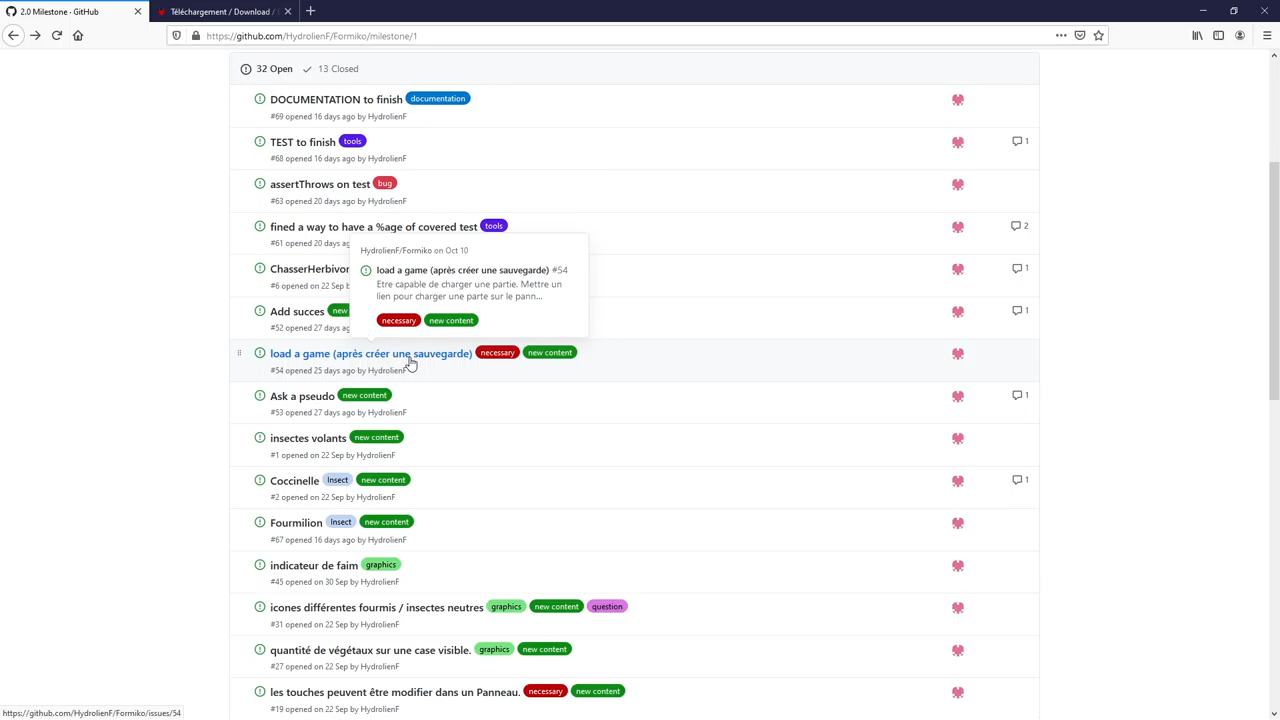 2.0 Milestone · GitHub
Téléchargement / Download /
https://github.com/HydrolienF/Formiko/milestone/1
32 Open 13 Closed
DOCUMENTATION to finish documentation
#69 opened 16 days ago by HydrolienF
TEST to finish tools
#68 opened 16 days ago by HydrolienF
1
assertThrows on test bug
#63 opened 20 days ago by HydrolienF
fined a way to have a %age of covered test tools
#61 opened 20 days ag
2
HydrolienF/Formiko on Oct 10
load a game (après créer une sauvegarde) #54
Etre capable de charger une partie. Mettre un
lien pour charger une parte sur le pann...
necessary new content
ChasserHerbivor
#6 opened on 22 Sep b
1
Add succes new
#52 opened 27 days ag
1
load a game (après créer une sauvegarde) necessary new content
#54 opened 25 days ago by HydrolienF
Ask a pseudo new content
#53 opened 27 days ago by HydrolienF
1
insectes volants new content
#1 opened on 22 Sep by HydrolienF
Coccinelle Insect new content
#2 opened on 22 Sep by HydrolienF
1
Fourmilion Insect new content
#67 opened 16 days ago by HydrolienF
indicateur de faim graphics
#45 opened on 30 Sep by HydrolienF
icones différentes fourmis / insectes neutres graphics new content question
#31 opened on 22 Sep by HydrolienF
quantité de végétaux sur une case visible. graphics new content
#27 opened on 22 Sep by HydrolienF
les touches peuvent être modifier dans un Panneau. necessary new content
#19 opened on 22 Sep by HydrolienF
https://github.com/HydrolienF/Formiko/issues/54